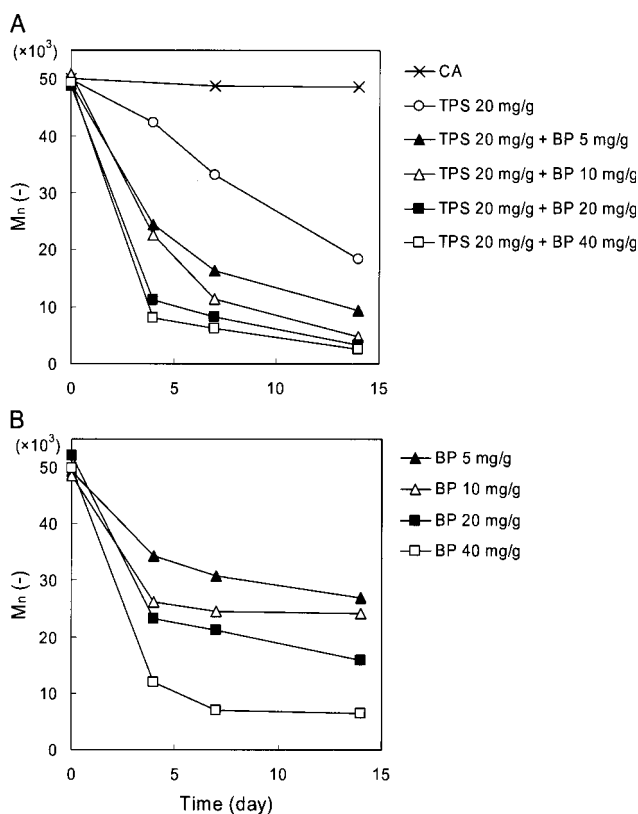 A
(×10³)
50
40
30
20
10
0
Mn (-)
0
5
10
15
CA
TPS 20 mg/g
TPS 20 mg/g + BP 5 mg/g
TPS 20 mg/g + BP 10 mg/g
TPS 20 mg/g + BP 20 mg/g
TPS 20 mg/g + BP 40 mg/g
B
(×10³)
50
40
30
20
10
0
Mn (-)
0
5
10
15
Time (day)
BP 5 mg/g
BP 10 mg/g
BP 20 mg/g
BP 40 mg/g